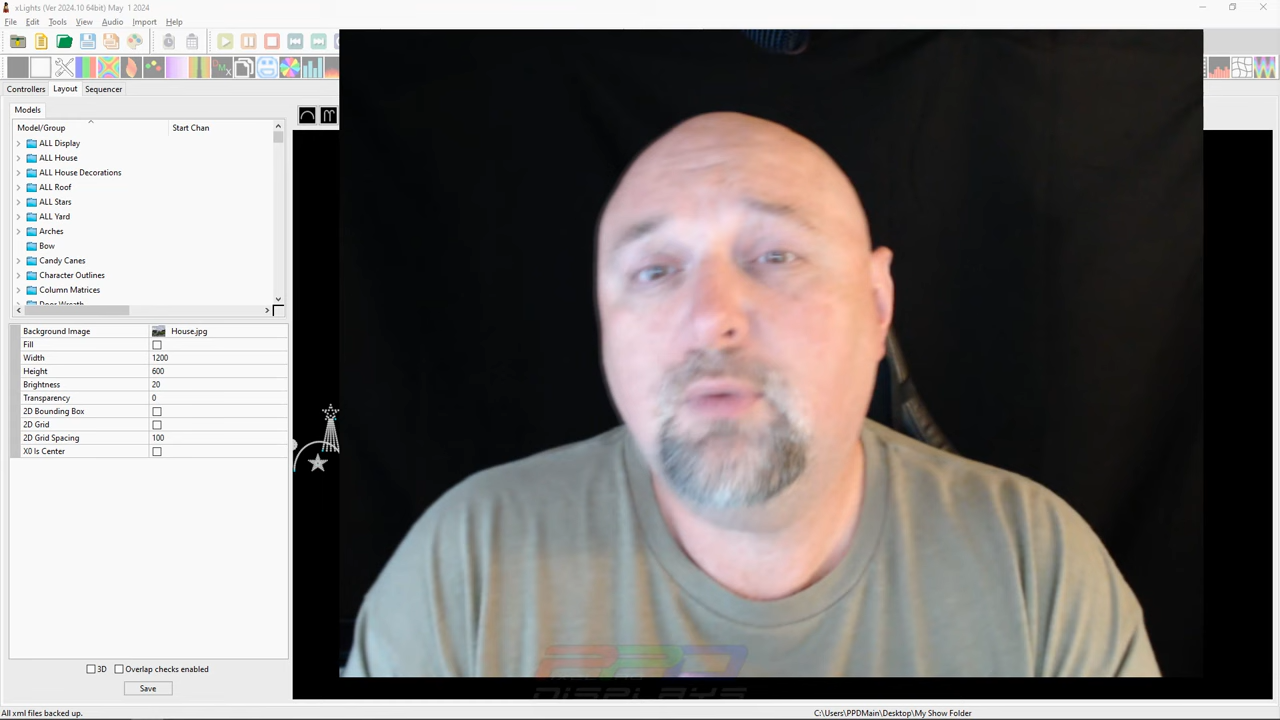 xLights (Ver 2024.10 64bit) May 1 2024
File Edit Tools View Audio Import Help
Controllers Layout Sequencer
Models
Model/Group Start Chan
ALL Display
ALL House
ALL House Decorations
ALL Roof
ALL Stars
ALL Yard
Arches
Bow
Candy Canes
Character Outlines
Column Matrices
Door Wreath
Background Image House.jpg
Fill
Width 1200
Height 600
Brightness 20
Transparency 0
2D Bounding Box
2D Grid
2D Grid Spacing 100
X0 Is Center
3D Overlap checks enabled
Save
PPD
DISPLAYS
All xml files backed up. C:\Users\PPDMain\Desktop\My Show Folder